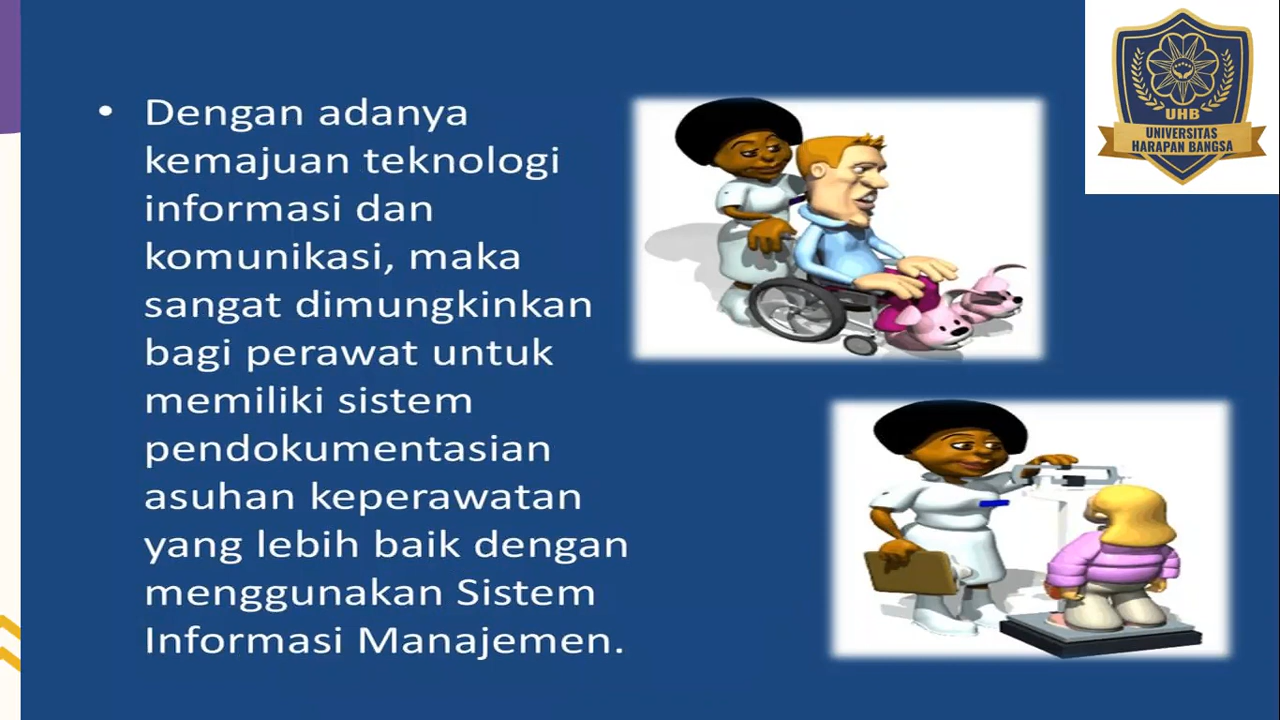 • Dengan adanya
kemajuan teknologi
informasi dan
komunikasi, maka
sangat dimungkinkan
bagi perawat untuk
memiliki sistem
pendokumentasian
asuhan keperawatan
yang lebih baik dengan
menggunakan Sistem
Informasi Manajemen.
UHB
UNIVERSITAS
HARAPAN BANGSA